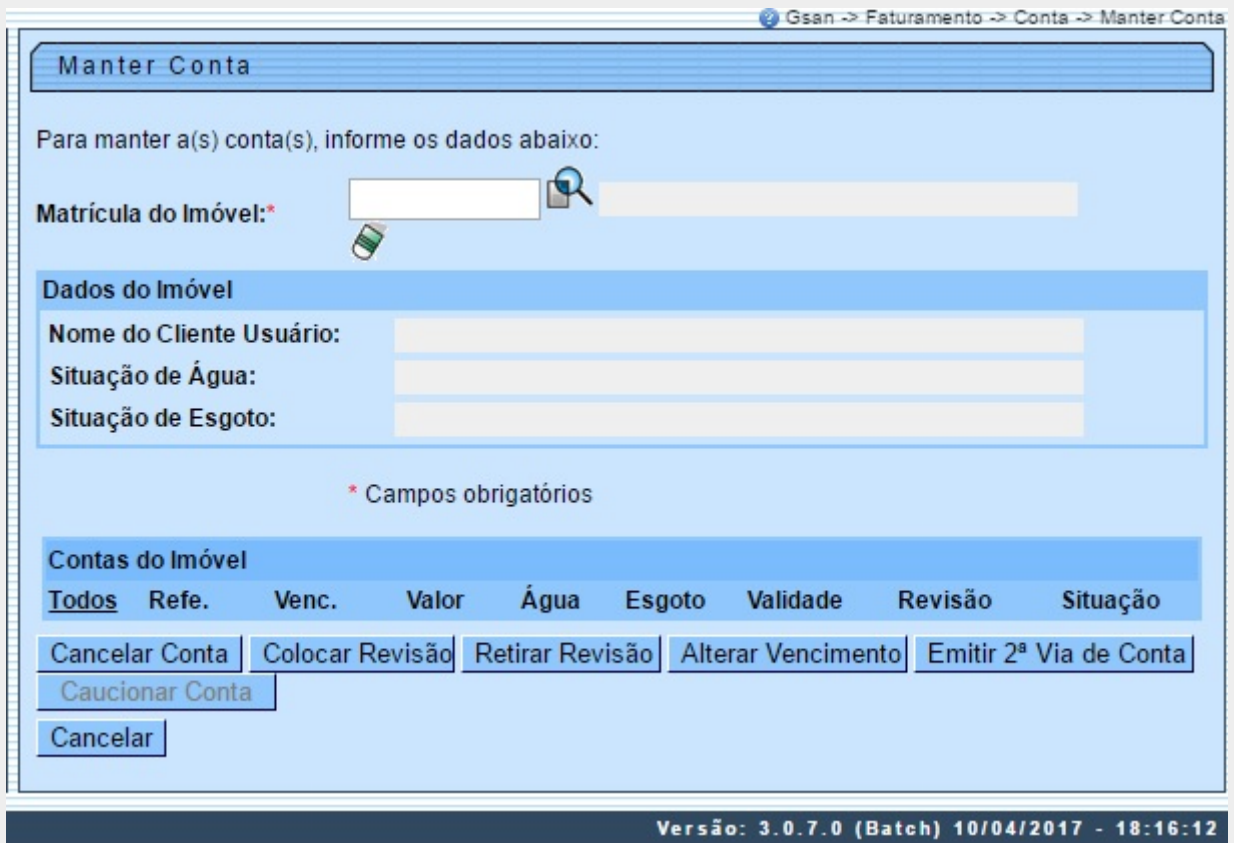 Gsan -> Faturamento -> Conta -> Manter Conta
Manter Conta
Para manter a(s) conta(s), informe os dados abaixo:
Matrícula do Imóvel:*
Dados do Imóvel
Nome do Cliente Usuário:
Situação de Água:
Situação de Esgoto:
* Campos obrigatórios
Contas do Imóvel
Todos Refe. Venc. Valor Água Esgoto Validade Revisão Situação
Cancelar Conta Colocar Revisão Retirar Revisão Alterar Vencimento Emitir 2ª Via de Conta
Caucionar Conta
Cancelar
Versão: 3.0.7.0 (Batch) 10/04/2017 - 18:16:12